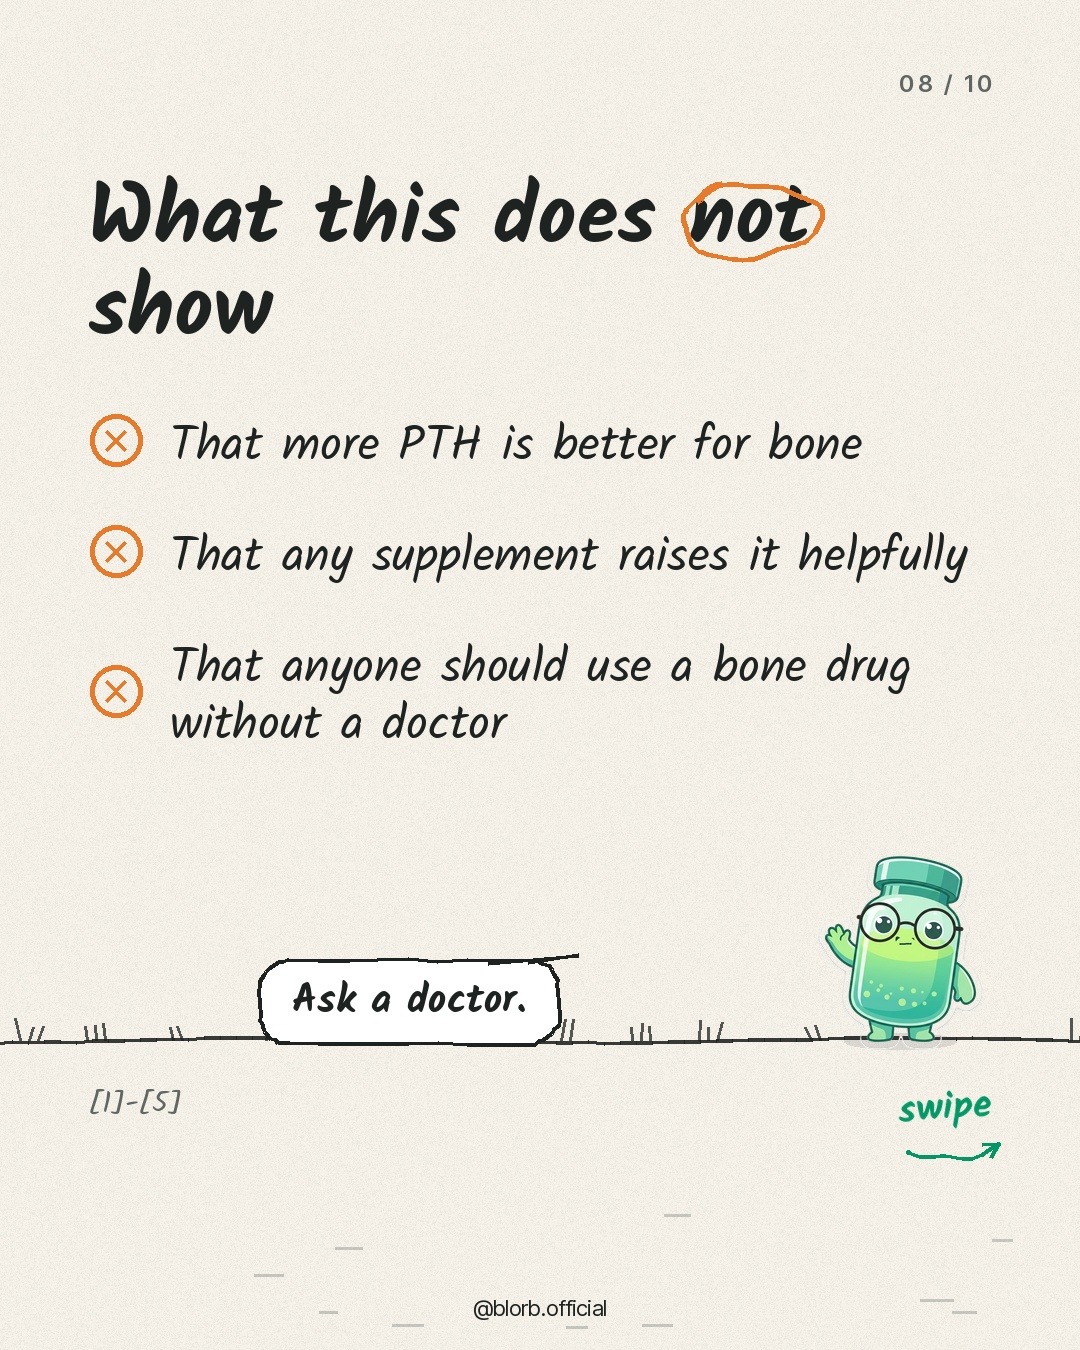 08 / 10
What this does not
show
That more PTH is better for bone
That any supplement raises it helpfully
That anyone should use a bone drug
without a doctor
Ask a doctor.
[1]-[5]
swipe
@blorb.official